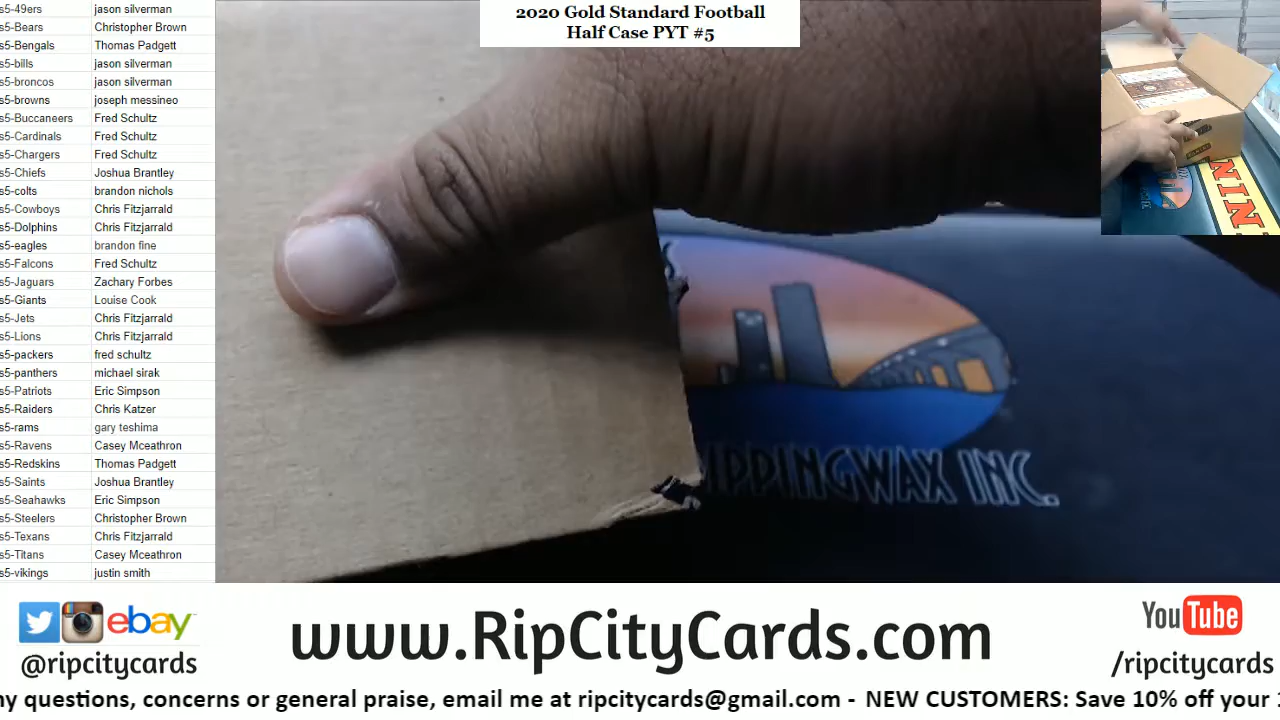 2020 Gold Standard Football
Half Case PYT #5
s5-49ers jason silverman
s5-Bears Christopher Brown
s5-Bengals Thomas Padgett
s5-bills jason silverman
s5-broncos jason silverman
s5-browns joseph messineo
s5-Buccaneers Fred Schultz
s5-Cardinals Fred Schultz
s5-Chargers Fred Schultz
s5-Chiefs Joshua Brantley
s5-colts brandon nichols
s5-Cowboys Chris Fitzjarrald
s5-Dolphins Chris Fitzjarrald
s5-eagles brandon fine
s5-Falcons Fred Schultz
s5-Jaguars Zachary Forbes
s5-Giants Louise Cook
s5-Jets Chris Fitzjarrald
s5-Lions Chris Fitzjarrald
s5-packers fred schultz
s5-panthers michael sirak
s5-Patriots Eric Simpson
s5-Raiders Chris Katzer
s5-rams gary teshima
s5-Ravens Casey Mceathron
s5-Redskins Thomas Padgett
s5-Saints Joshua Brantley
s5-Seahawks Eric Simpson
s5-Steelers Christopher Brown
s5-Texans Chris Fitzjarrald
s5-Titans Casey Mceathron
s5-vikings justin smith
IPPINGWAX INC.
NIN
ebay
@ripcitycards
www.RipCityCards.com
YouTube
/ripcitycards
ny questions, concerns or general praise, email me at ripcitycards@gmail.com - NEW CUSTOMERS: Save 10% off your 1